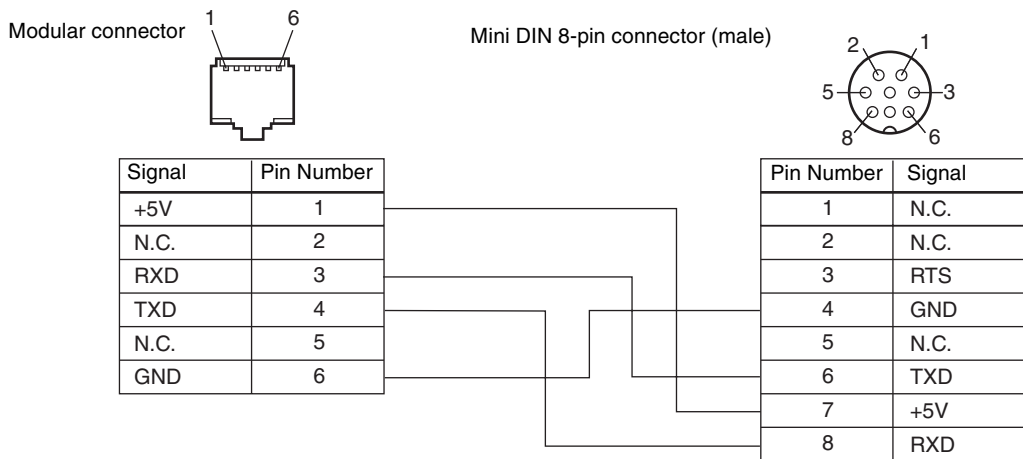 Modular connector
1 6
Mini DIN 8-pin connector (male)
2 1
5 3
8 6
Signal Pin Number
+5V 1
N.C. 2
RXD 3
TXD 4
N.C. 5
GND 6
Pin Number Signal
1 N.C.
2 N.C.
3 RTS
4 GND
5 N.C.
6 TXD
7 +5V
8 RXD